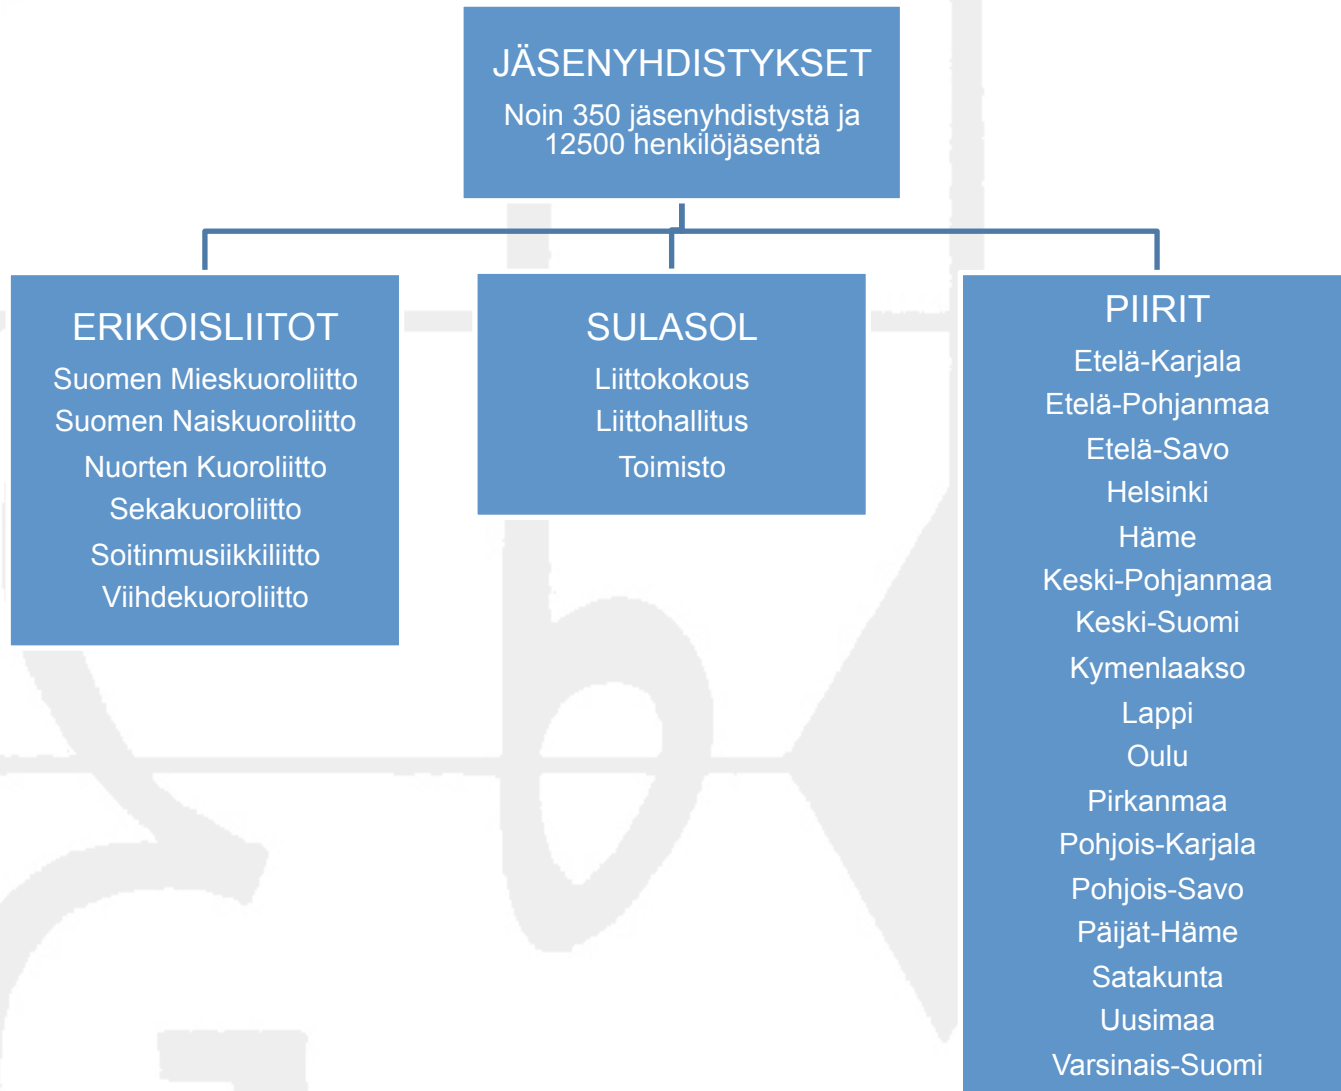 JÄSENYHDISTYKSET
Noin 350 jäsenyhdistystä ja
12500 henkilöjäsentä
ERIKOISLIITOT
Suomen Mieskuoroliitto
Suomen Naiskuoroliitto
Nuorten Kuoroliitto
Sekakuoroliitto
Soitinmusiikkiliitto
Viihdekuoroliitto
SULASOL
Liittokokous
Liittohallitus
Toimisto
PIIRIT
Etelä-Karjala
Etelä-Pohjanmaa
Etelä-Savo
Helsinki
Häme
Keski-Pohjanmaa
Keski-Suomi
Kymenlaakso
Lappi
Oulu
Pirkanmaa
Pohjois-Karjala
Pohjois-Savo
Päijät-Häme
Satakunta
Uusimaa
Varsinais-Suomi